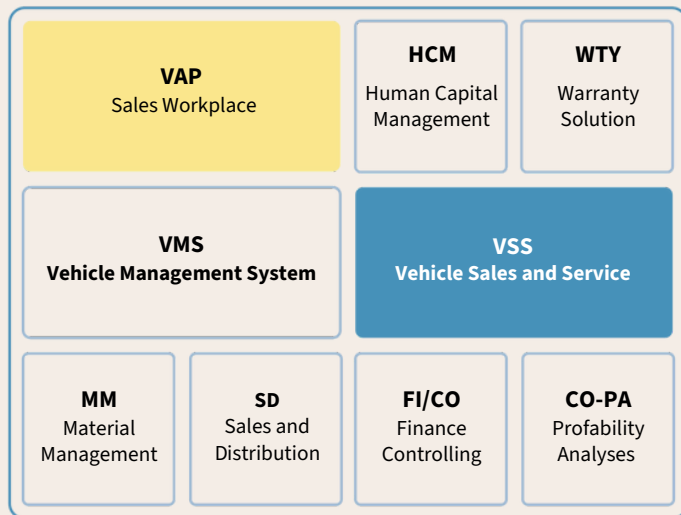 VAP
Sales Workplace
HCM
Human Capital
Management
WTY
Warranty
Solution
VMS
Vehicle Management System
VSS
Vehicle Sales and Service
MM
Material
Management
SD
Sales and
Distribution
FI/CO
Finance
Controlling
CO-PA
Profability
Analyses